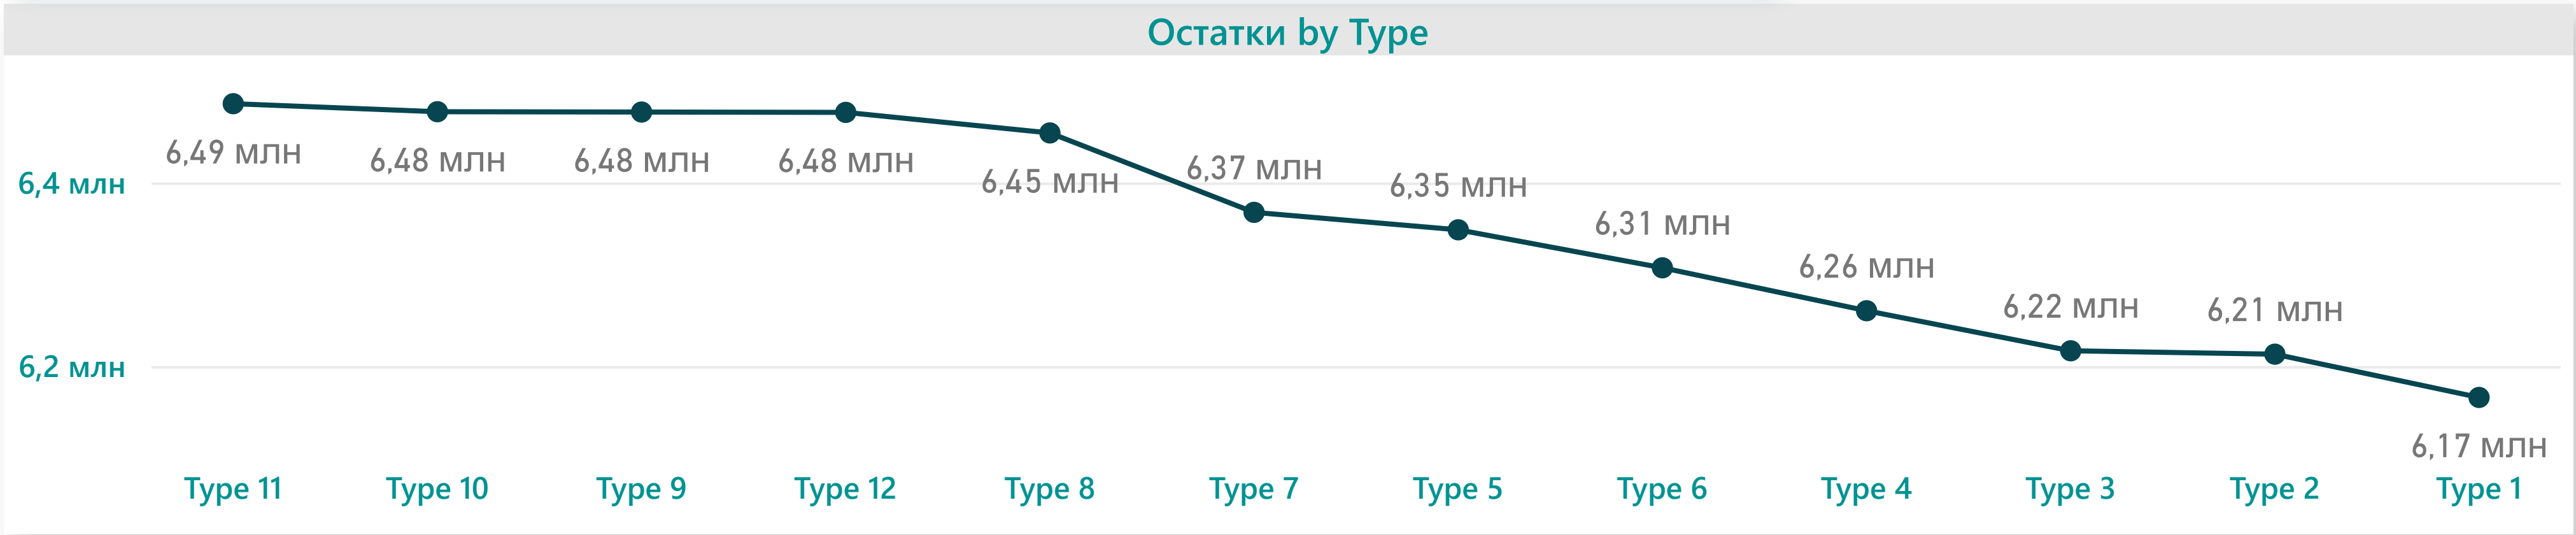 Остатки by Type
6,49 млн
6,48 млн
6,48 млн
6,48 млн
6,45 млн
6,37 млн
6,35 млн
6,31 млн
6,26 млн
6,22 млн
6,21 млн
6,17 млн
6,4 млн
6,2 млн
Type 11
Type 10
Type 9
Type 12
Type 8
Type 7
Type 5
Type 6
Type 4
Type 3
Type 2
Type 1